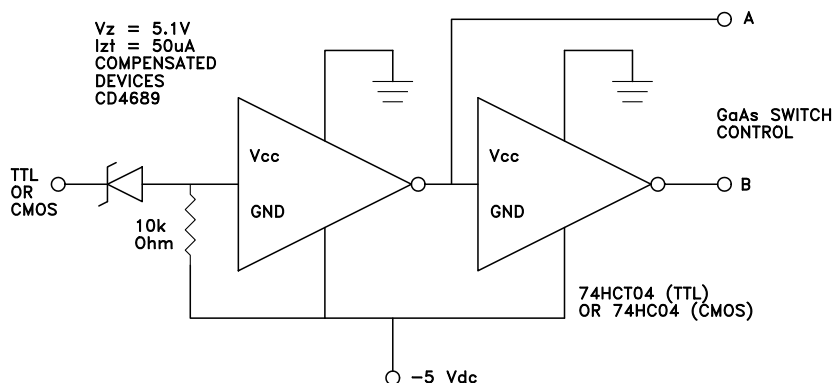 Vz = 5.1V
Izt = 50uA
COMPENSATED
DEVICES
CD4689
A
GaAs SWITCH
CONTROL
Vcc
Vcc
TTL
OR
CMOS
B
GND
GND
10k
Ohm
74HCT04 (TTL)
OR 74HC04 (CMOS)
-5 Vdc